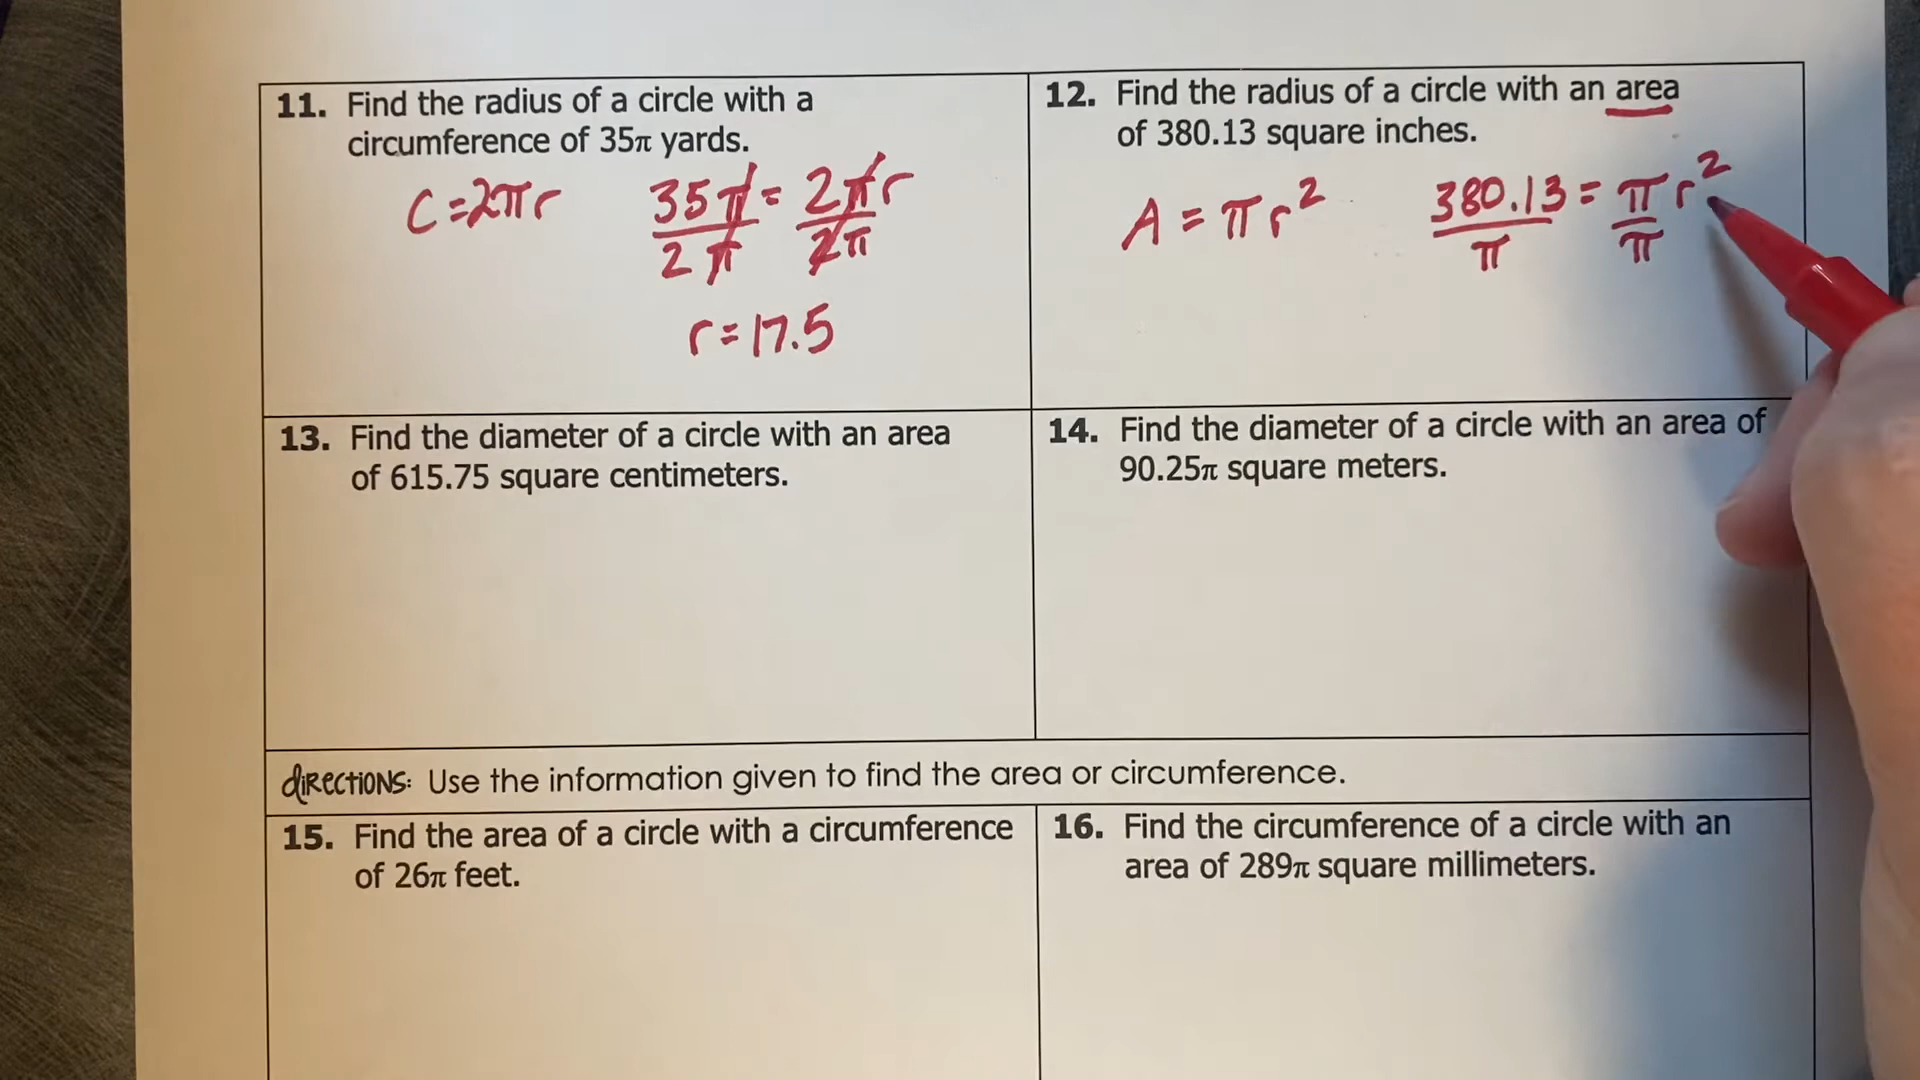 11. Find the radius of a circle with a
circumference of 35π yards.
C = 2πr
35π = 2πr
2π 2π
r = 17.5
12. Find the radius of a circle with an area
of 380.13 square inches.
A = πr²
380.13 = πr²
π π
13. Find the diameter of a circle with an area
of 615.75 square centimeters.
14. Find the diameter of a circle with an area of
90.25π square meters.
DIRECTIONS: Use the information given to find the area or circumference.
15. Find the area of a circle with a circumference
of 26π feet.
16. Find the circumference of a circle with an
area of 289π square millimeters.